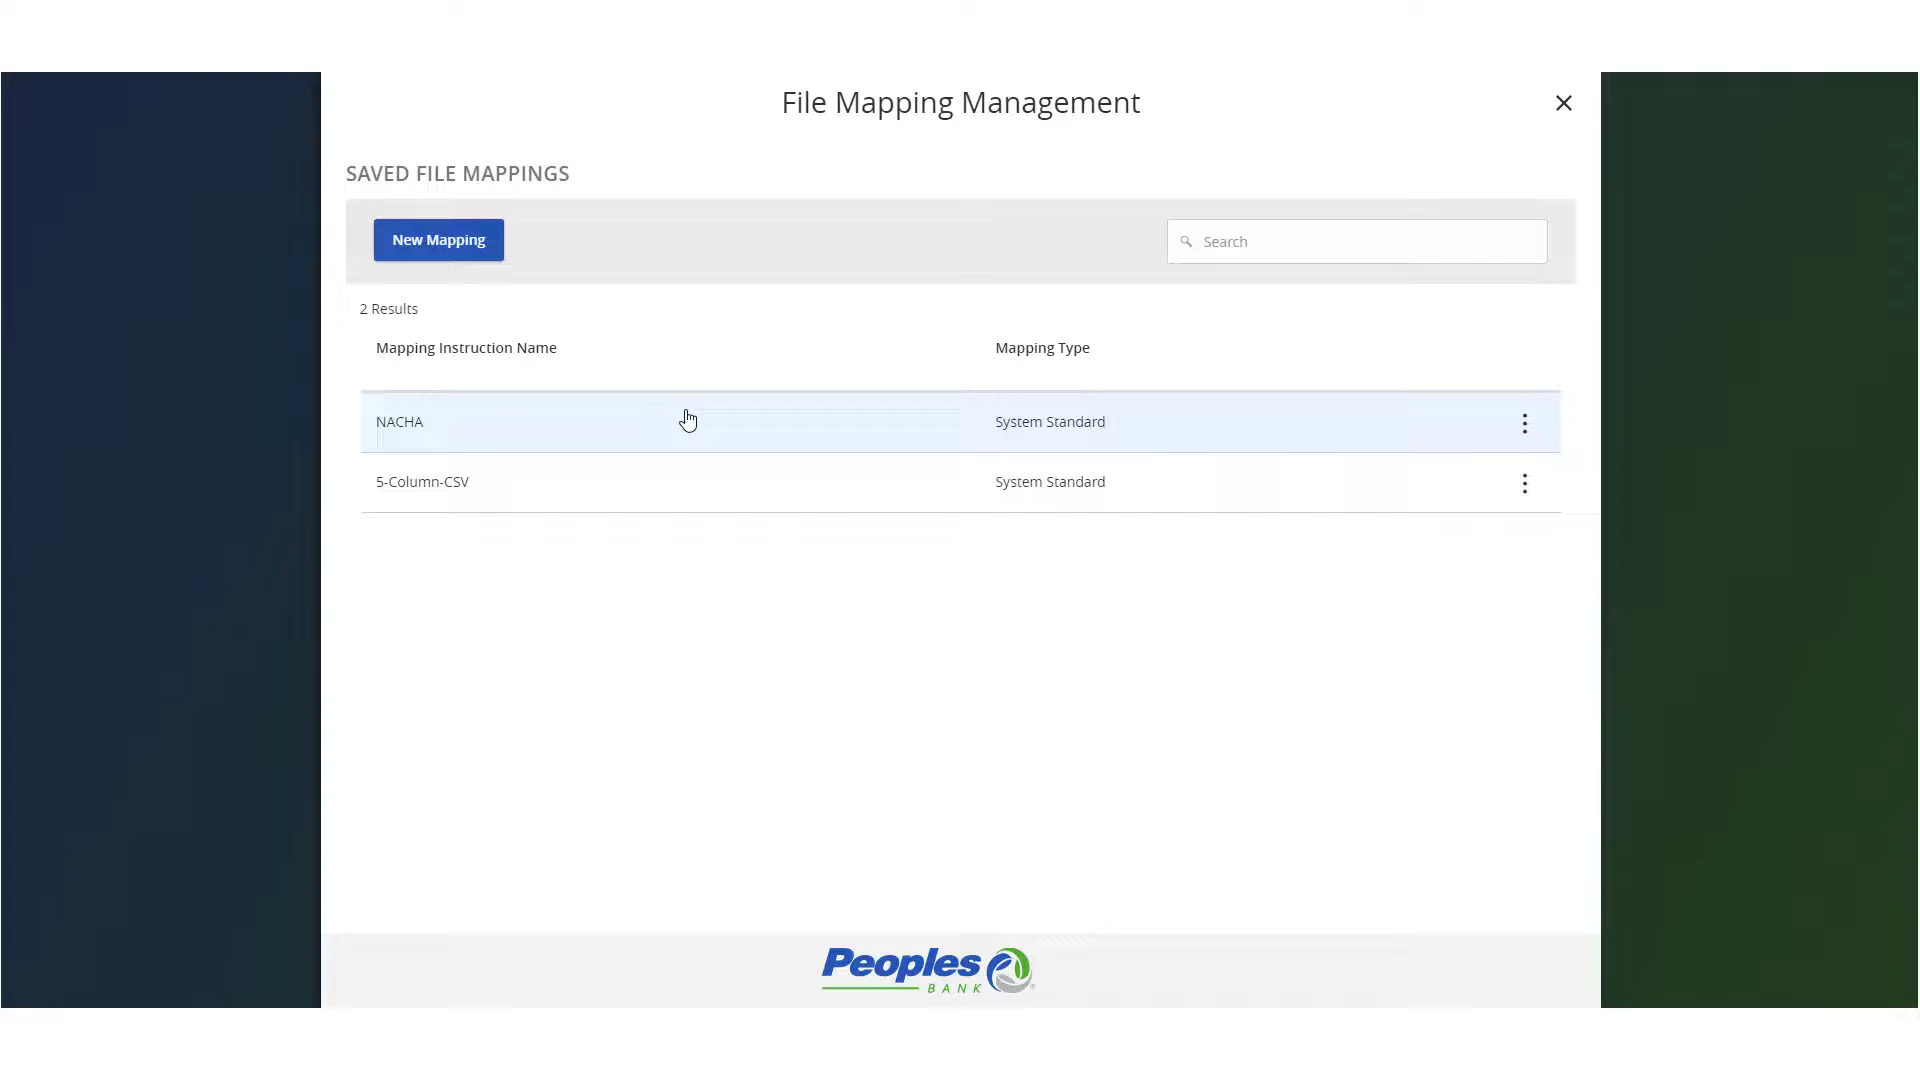 File Mapping Management
SAVED FILE MAPPINGS
New Mapping
Search
2 Results
Mapping Instruction Name Mapping Type
NACHA System Standard
5-Column-CSV System Standard
Peoples
BANK